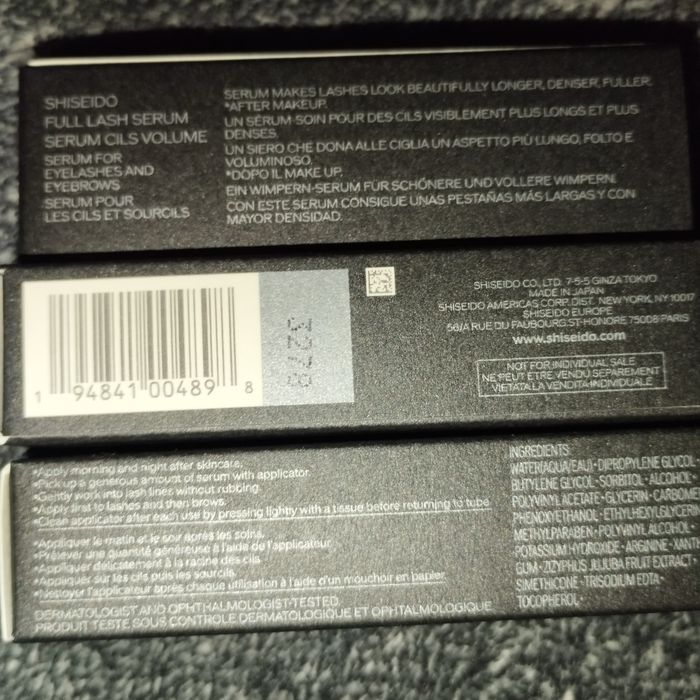 SHISEIDO
FULL LASH SERUM
SERUM CILS VOLUME
SERUM FOR
EYELASHES AND
EYEBROWS
SERUM POUR
LES CILS ET SOURCILS
SERUM MAKES LASHES LOOK BEAUTIFULLY LONGER, DENSER, FULLER.
*AFTER MAKEUP.
UN SÉRUM-SOIN POUR DES CILS VISIBLEMENT PLUS LONGS ET PLUS
DENSES.
UN SIERO CHE DONA ALLE CIGLIA UN ASPETTO PIÙ LUNGO, FOLTO E
VOLUMINOSO.
*DOPO IL MAKE UP.
EIN WIMPERN-SERUM FÜR SCHÖNERE UND VOLLERE WIMPERN.
CON ESTE SERUM CONSIGUE UNAS PESTAÑAS MÁS LARGAS Y CON
MAYOR DENSIDAD.
1 94841 00489 8
3278
SHISEIDO CO., LTD. 7-5-5 GINZA TOKYO
MADE IN JAPAN
SHISEIDO AMERICAS CORP. DIST. NEW YORK, NY 10017
SHISEIDO EUROPE
56/A RUE DU FAUBOURG ST-HONORE 75008 PARIS
www.shiseido.com
NOT FOR INDIVIDUAL SALE
NE PEUT ÊTRE VENDU SÉPAREMENT
VIETATA LA VENDITA INDIVIDUALE
•Apply morning and night after skincare.
•Pick up a generous amount of serum with applicator.
•Gently work into lash lines without rubbing.
•Apply first to lashes and then brows.
•Clean applicator after each use by pressing lightly with a tissue before returning to tube
•Appliquer le matin et le soir après les soins.
•Prélever une quantité généreuse à l'aide de l'applicateur.
•Appliquer délicatement à la racine des cils.
•Appliquer sur les cils puis les sourcils.
•Nettoyer l'applicateur après chaque utilisation à l'aide d'un mouchoir en papier.
DERMATOLOGIST AND OPHTHALMOLOGIST-TESTED.
PRODUIT TESTÉ SOUS CONTRÔLE DERMATOLOGIQUE ET OPHTALMOLOGIQUE
INGREDIENTS:
WATER(AQUA/EAU)•DIPROPYLENE GLYCOL•
BUTYLENE GLYCOL•SORBITOL•ALCOHOL•
POLYVINYL ACETATE•GLYCERIN•CARBOM
PHENOXYETHANOL•ETHYLHEXYLGLYCERI
METHYLPARABEN•POLYVINYL ALCOHOL
POTASSIUM HYDROXIDE•ARGININE•XANTH
GUM•ZIZYPHUS JUJUBA FRUIT EXTRACT•
SIMETHICONE•TRISODIUM EDTA•
TOCOPHEROL•